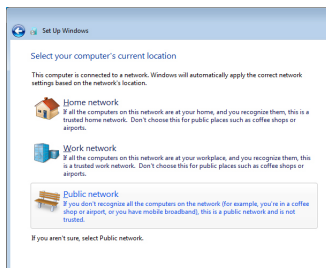 Set Up Windows
Select your computer's current location
This computer is connected to a network. Windows will automatically apply the correct network
settings based on the network's location.
Home network
If all the computers on this network are at your home, and you recognize them, this is a
trusted home network. Don't choose this for public places such as coffee shops or
airports.
Work network
If all the computers on this network are at your workplace, and you recognize them, this
is a trusted work network. Don't choose this for public places such as coffee shops or
airports.
Public network
If you don't recognize all the computers on the network (for example, you're in a coffee
shop or airport, or you have mobile broadband), this is a public network and is not
trusted.
If you aren't sure, select Public network.